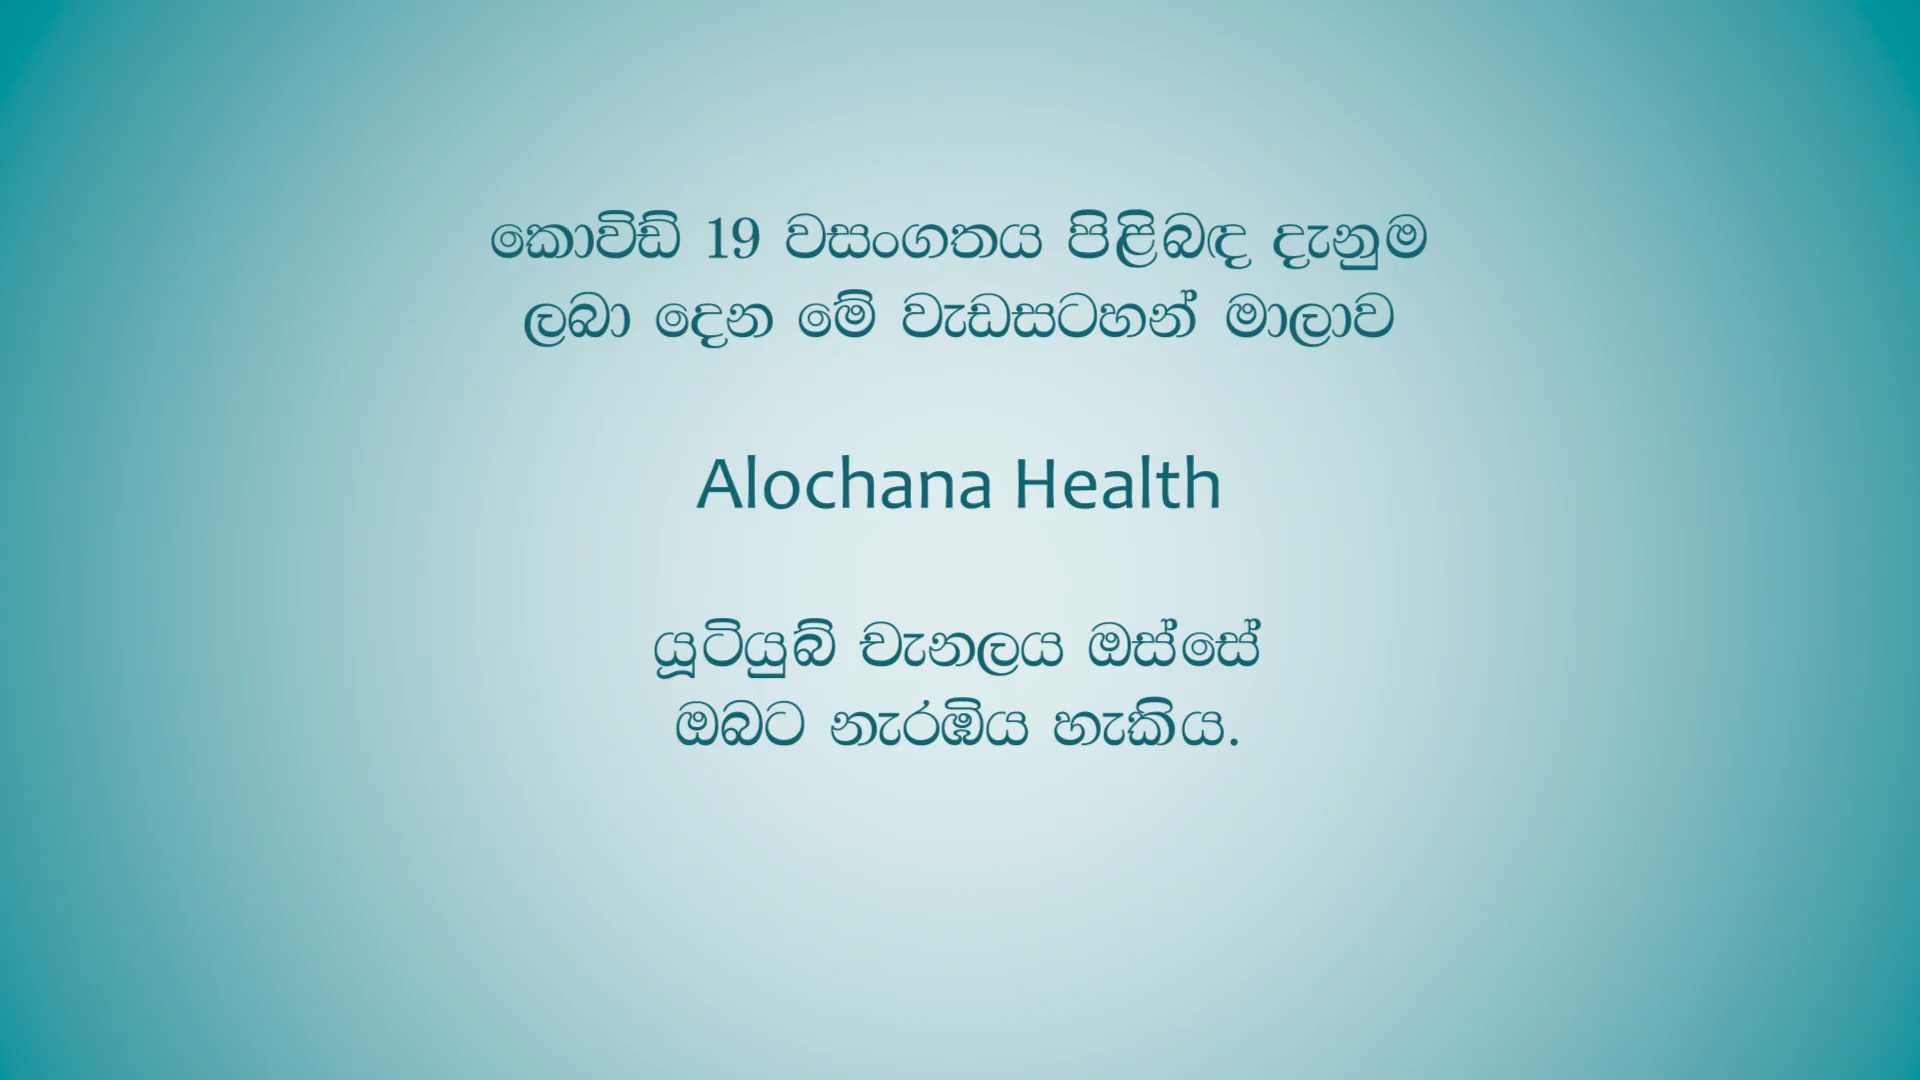 කොවිඩ් 19 වසංගතය පිළිබඳ දැනුම
ලබා දෙන මේ වැඩසටහන් මාලාව
Alochana Health
යූටියුබ් චැනලය ඔස්සේ
ඔබට නැරඹිය හැකිය.